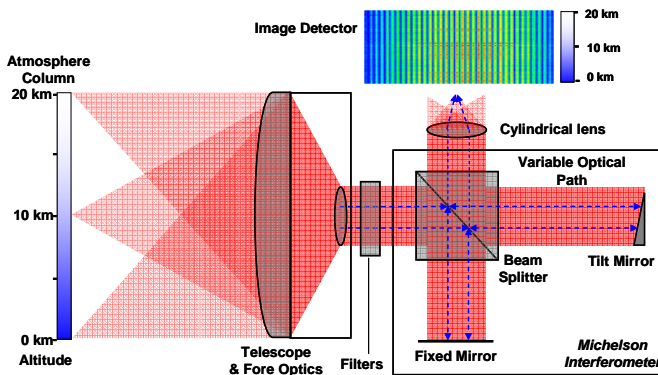 Image Detector
20 km
10 km
0 km
Atmosphere
Column
20 km
10 km
0 km
Altitude
Telescope
& Fore Optics
Filters
Cylindrical lens
Variable Optical
Path
Beam
Splitter
Tilt Mirror
Fixed Mirror
Michelson
Interferometer